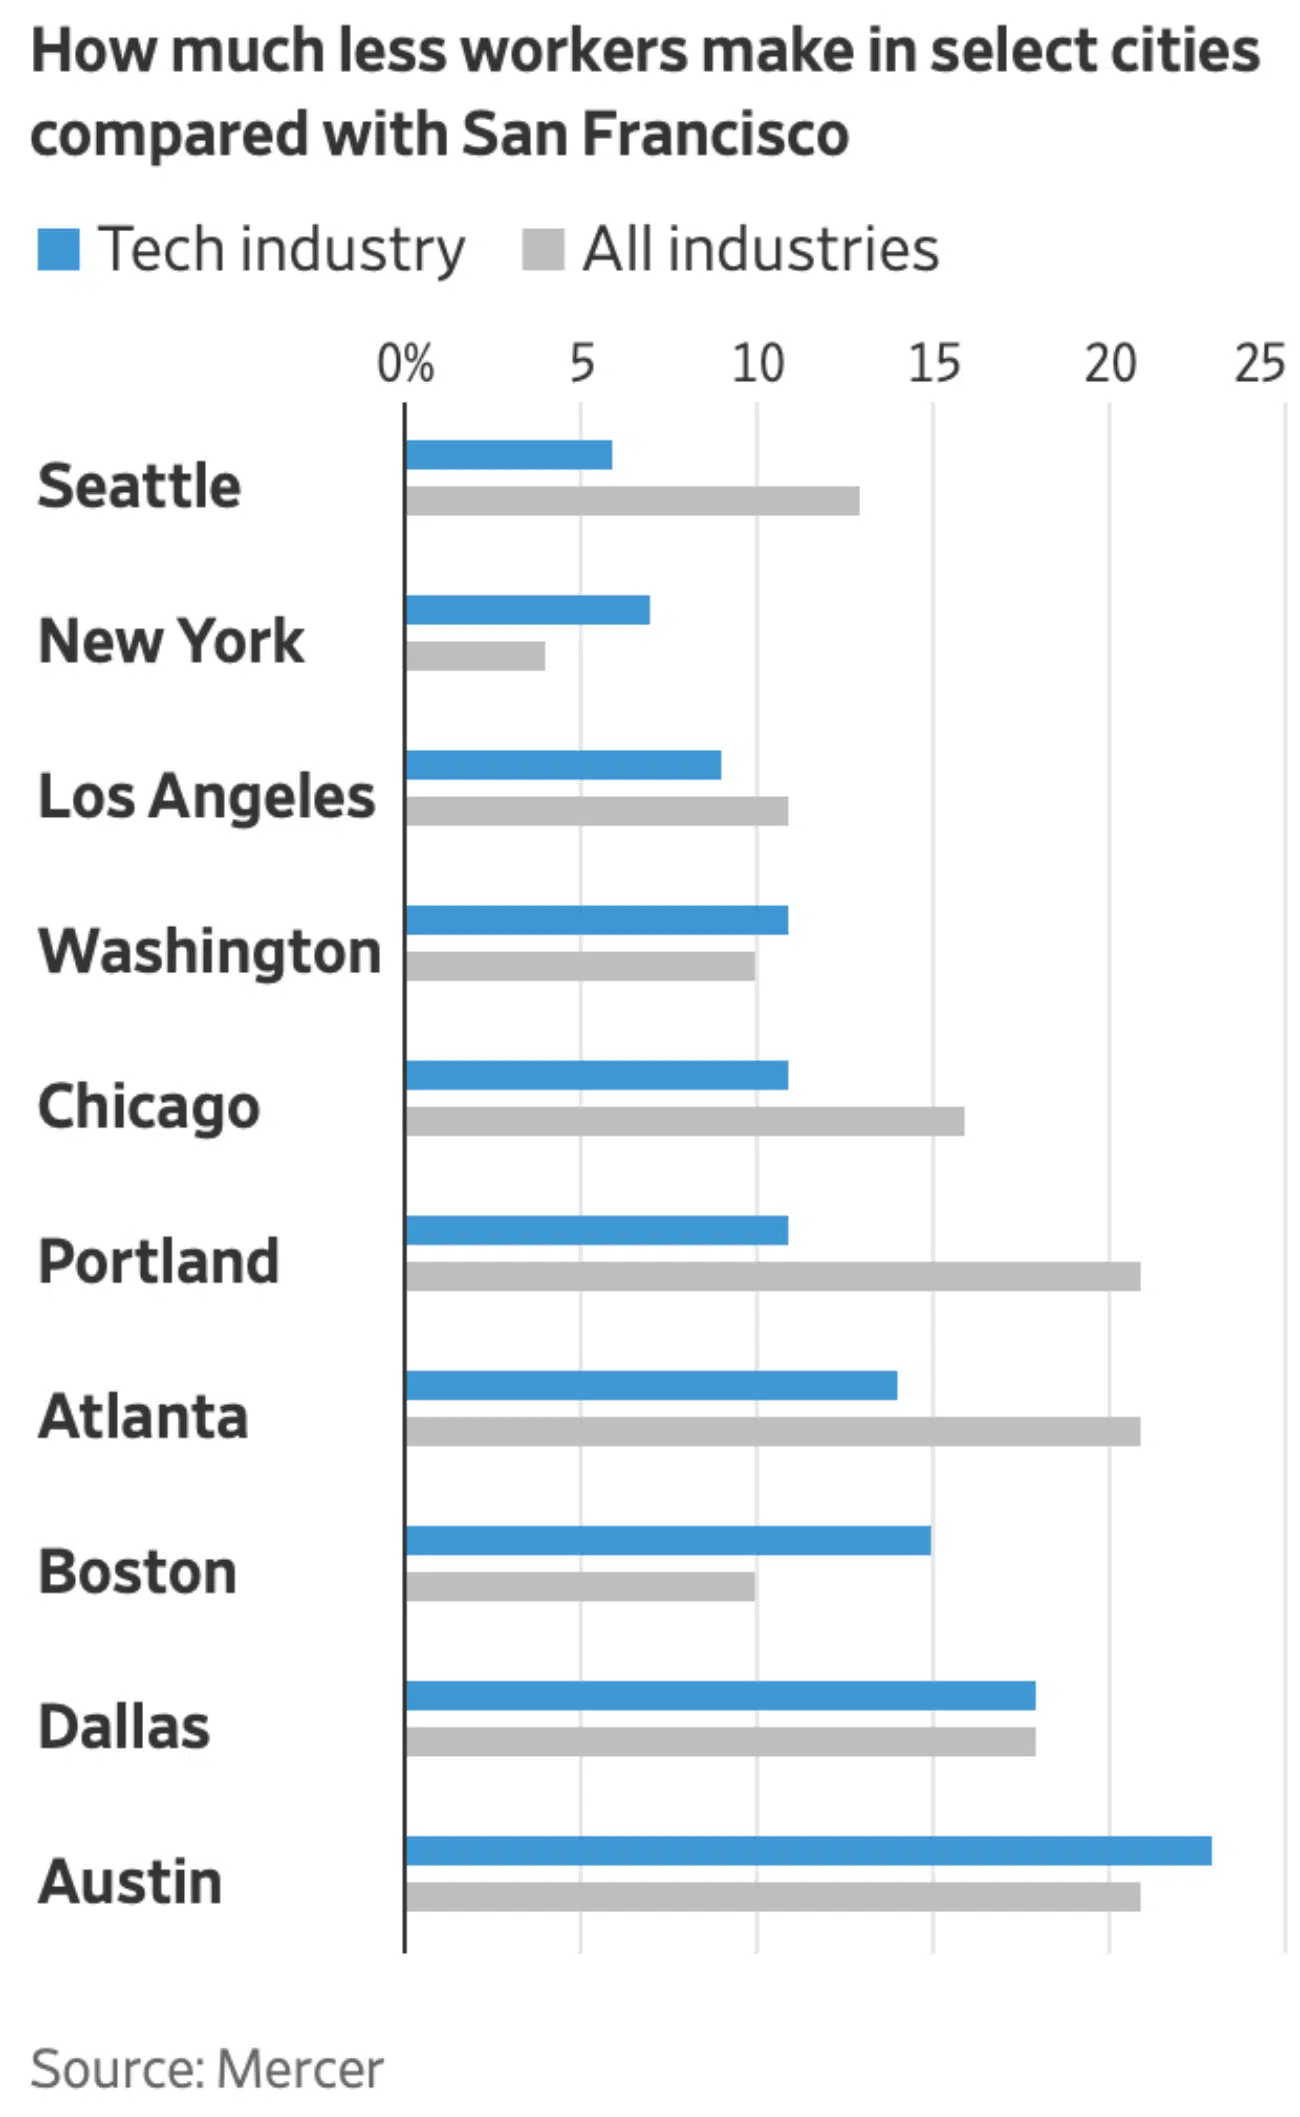 How much less workers make in select cities
compared with San Francisco
Tech industry All industries
0% 5 10 15 20 25
Seattle
New York
Los Angeles
Washington
Chicago
Portland
Atlanta
Boston
Dallas
Austin
Source: Mercer